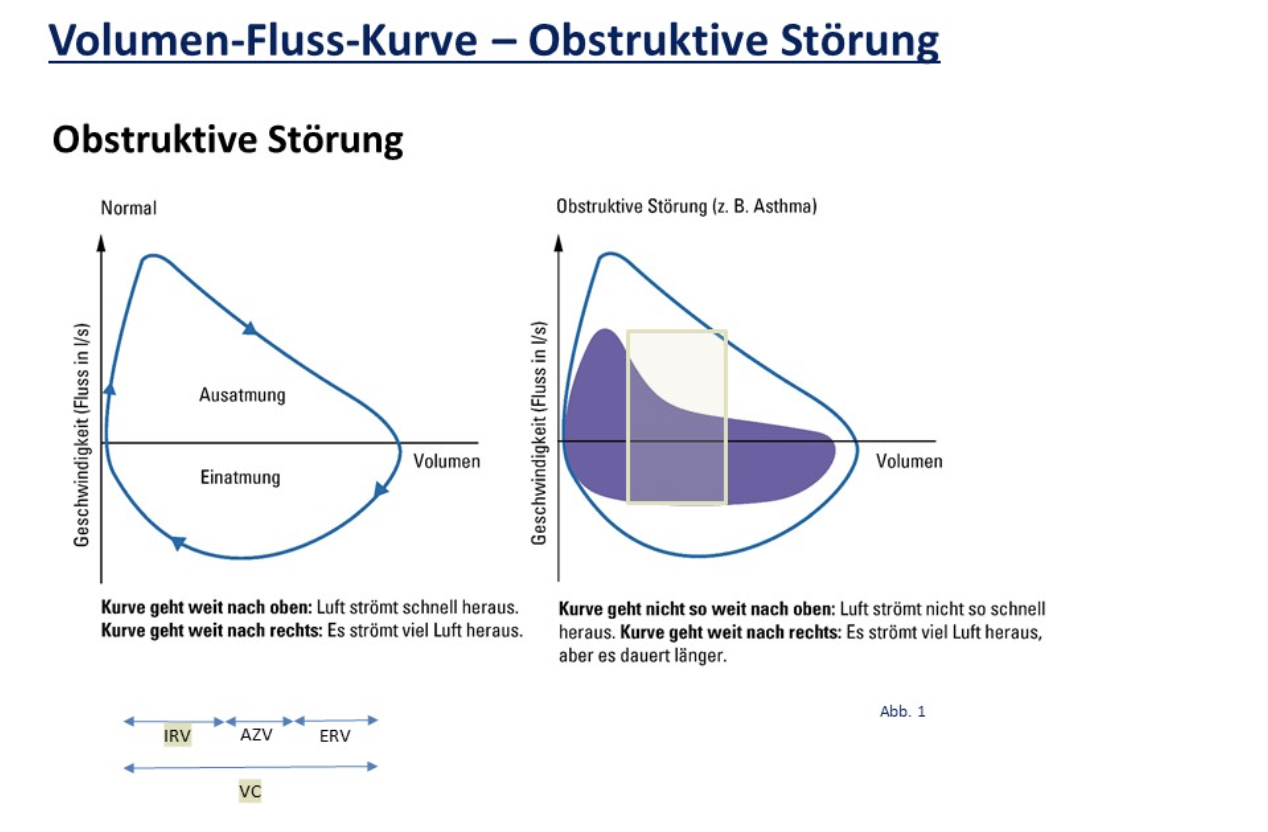 Volumen-Fluss-Kurve – Obstruktive Störung
Obstruktive Störung
Normal
Geschwindigkeit (Fluss in l/s)
Ausatmung
Einatmung
Volumen
Kurve geht weit nach oben: Luft strömt schnell heraus.
Kurve geht weit nach rechts: Es strömt viel Luft heraus.
Obstruktive Störung (z. B. Asthma)
Geschwindigkeit (Fluss in l/s)
Volumen
Kurve geht nicht so weit nach oben: Luft strömt nicht so schnell
heraus. Kurve geht weit nach rechts: Es strömt viel Luft heraus,
aber es dauert länger.
Abb. 1
IRV AZV ERV
VC